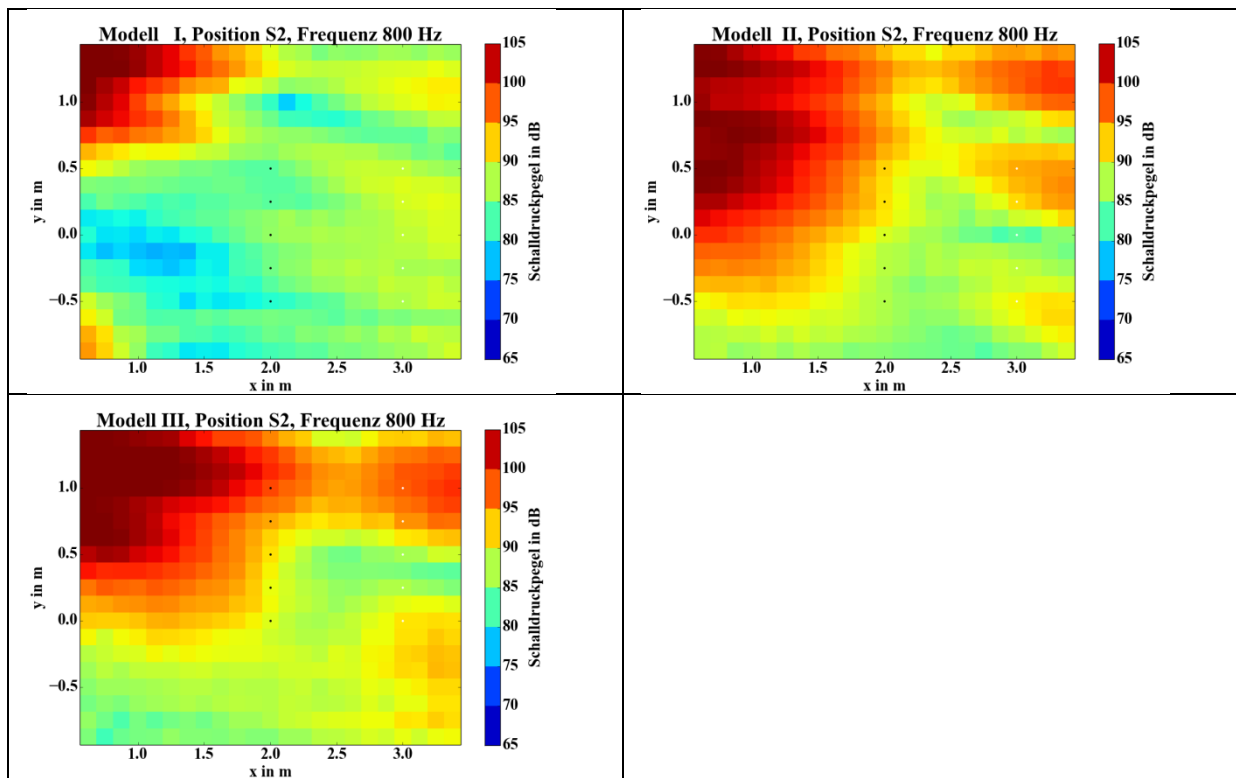 Modell I, Position S2, Frequenz 800 Hz
105
100
95
90
85
80
75
70
65
Schalldruckpegel in dB
1.0
0.5
0.0
−0.5
y in m
1.0 1.5 2.0 2.5 3.0
x in m
Modell II, Position S2, Frequenz 800 Hz
105
100
95
90
85
80
75
70
65
Schalldruckpegel in dB
1.0
0.5
0.0
−0.5
y in m
1.0 1.5 2.0 2.5 3.0
x in m
Modell III, Position S2, Frequenz 800 Hz
105
100
95
90
85
80
75
70
65
Schalldruckpegel in dB
1.0
0.5
0.0
−0.5
y in m
1.0 1.5 2.0 2.5 3.0
x in m